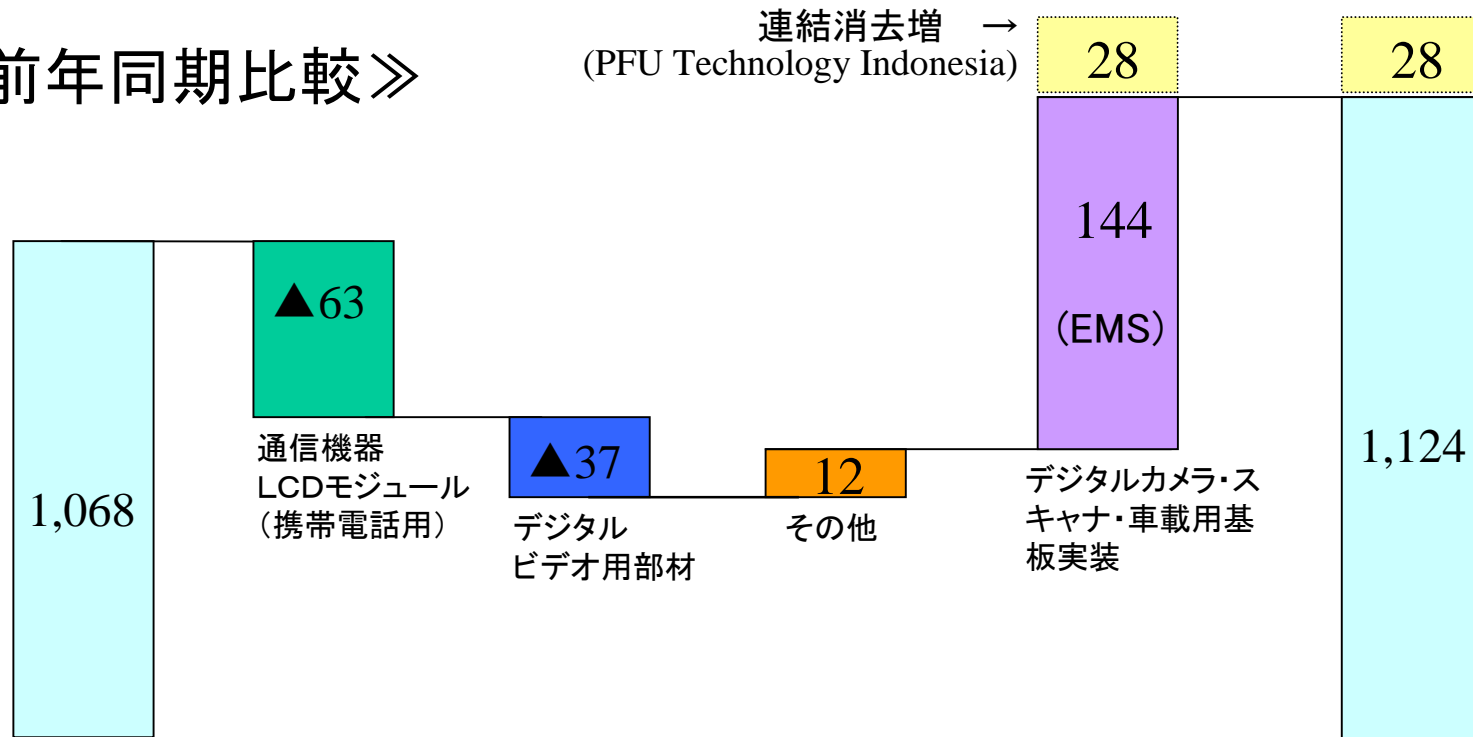 前年同期比較≫
連結消去増　→
(PFU Technology Indonesia)
28
28
144
(EMS)
▲63
通信機器
LCDモジュール
（携帯電話用）
▲37
デジタル
ビデオ用部材
12
その他
デジタルカメラ・ス
キャナ・車載用基
板実装
1,068
1,124